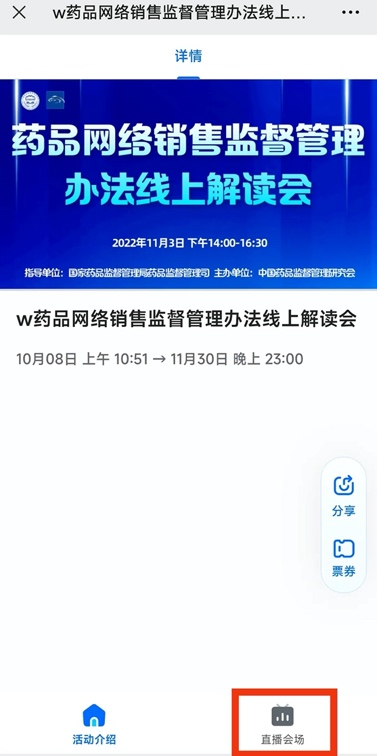 w药品网络销售监督管理办法线上...
详情
药品网络销售监督管理
办法线上解读会
2022年11月3日 下午14:00-16:30
指导单位：国家药品监督管理局药品监督管理司 主办单位：中国药品监督管理研究会
w药品网络销售监督管理办法线上解读会
10月08日 上午 10:51 → 11月30日 晚上 23:00
分享
票券
活动介绍
直播会场